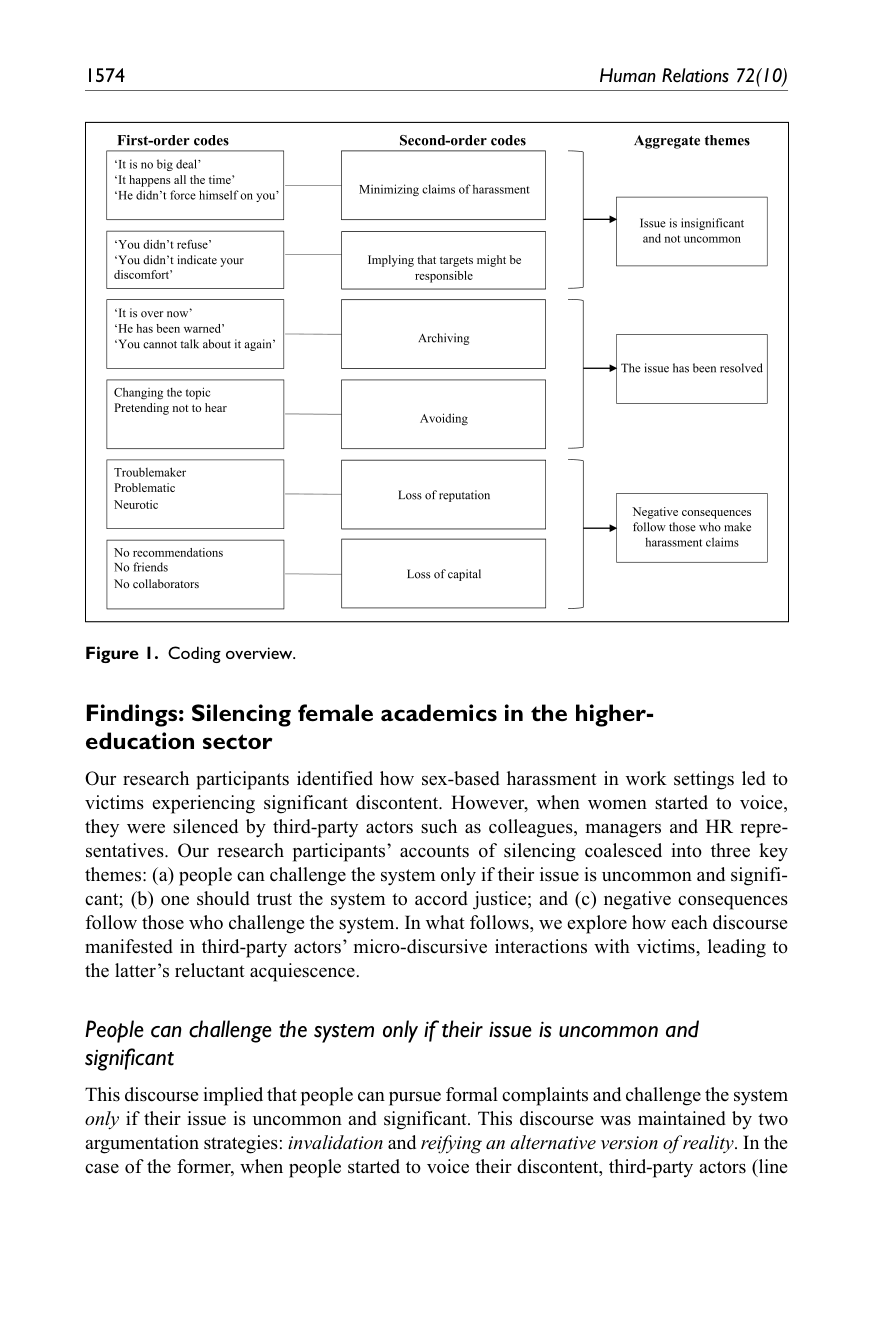 1574
Human Relations 72(10)
First-order codes
Second-order codes
Aggregate themes
‘It is no big deal’
‘It happens all the time’
‘He didn’t force himself on you’
Minimizing claims of harassment
Issue is insignificant
and not uncommon
‘You didn’t refuse’
‘You didn’t indicate your
discomfort’
Implying that targets might be
responsible
‘It is over now’
‘He has been warned’
‘You cannot talk about it again’
Archiving
The issue has been resolved
Changing the topic
Pretending not to hear
Avoiding
Troublemaker
Problematic
Neurotic
Loss of reputation
Negative consequences
follow those who make
harassment claims
No recommendations
No friends
No collaborators
Loss of capital
Figure 1. Coding overview.
Findings: Silencing female academics in the higher-
education sector
Our research participants identified how sex-based harassment in work settings led to
victims experiencing significant discontent. However, when women started to voice,
they were silenced by third-party actors such as colleagues, managers and HR repre-
sentatives. Our research participants’ accounts of silencing coalesced into three key
themes: (a) people can challenge the system only if their issue is uncommon and signifi-
cant; (b) one should trust the system to accord justice; and (c) negative consequences
follow those who challenge the system. In what follows, we explore how each discourse
manifested in third-party actors’ micro-discursive interactions with victims, leading to
the latter’s reluctant acquiescence.
People can challenge the system only if their issue is uncommon and
significant
This discourse implied that people can pursue formal complaints and challenge the system
only if their issue is uncommon and significant. This discourse was maintained by two
argumentation strategies: invalidation and reifying an alternative version of reality. In the
case of the former, when people started to voice their discontent, third-party actors (line